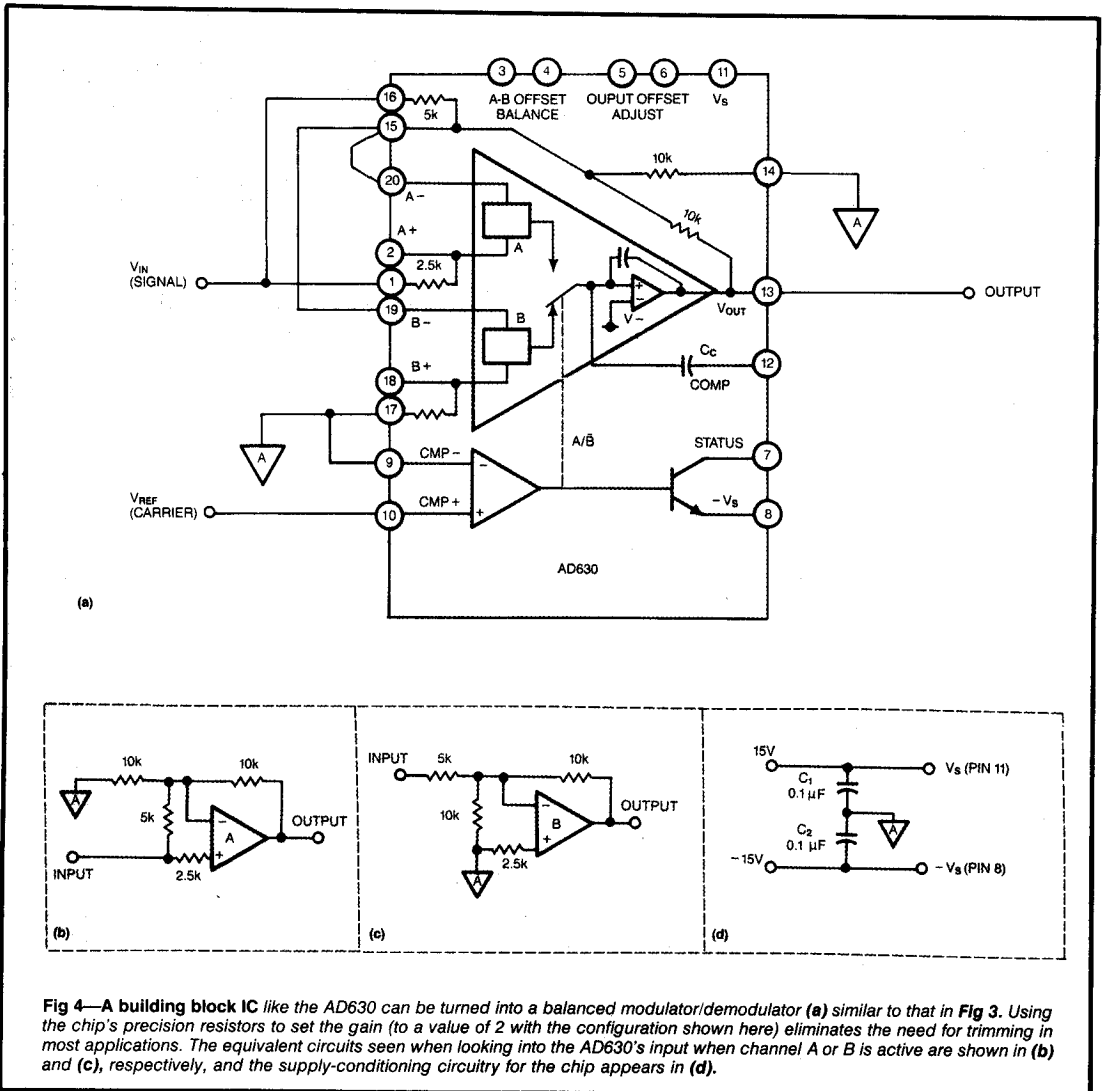 3
4
5
6
11
A-B OFFSET
BALANCE
OUPUT OFFSET
ADJUST
VS
16
5k
15
10k
14
20
A−
A
10k
A
A+
2
2.5k
VIN
(SIGNAL)
1
13
OUTPUT
19
B−
B
+
−
V−
VOUT
B+
18
CC
COMP
12
17
A
A/B̄
STATUS
7
9
CMP−
−
VREF
(CARRIER)
10
CMP+
+
−VS
8
AD630
(a)
10k
10k
A
5k
−
A
+
OUTPUT
INPUT
2.5k
(b)
INPUT
5k
10k
10k
−
B
+
OUTPUT
A
2.5k
(c)
15V
VS (PIN 11)
C1
0.1 µF
A
C2
0.1 µF
−15V
−VS (PIN 8)
(d)
Fig 4—A building block IC like the AD630 can be turned into a balanced modulator/demodulator (a) similar to that in Fig 3. Using
the chip's precision resistors to set the gain (to a value of 2 with the configuration shown here) eliminates the need for trimming in
most applications. The equivalent circuits seen when looking into the AD630's input when channel A or B is active are shown in (b)
and (c), respectively, and the supply-conditioning circuitry for the chip appears in (d).